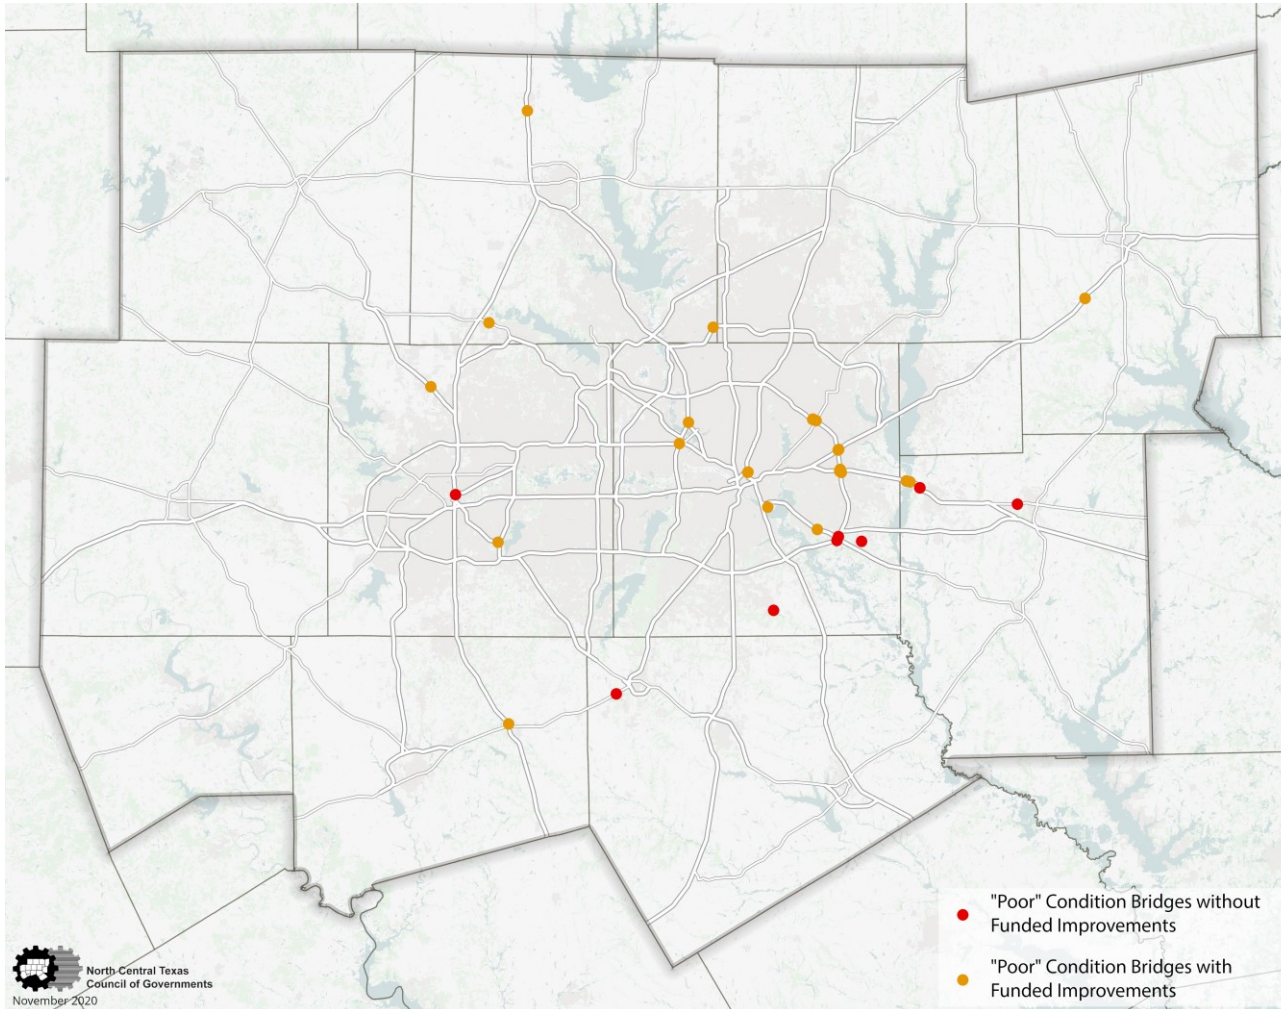 "Poor" Condition Bridges without
Funded Improvements
"Poor" Condition Bridges with
Funded Improvements
North Central Texas
Council of Governments
November 2020